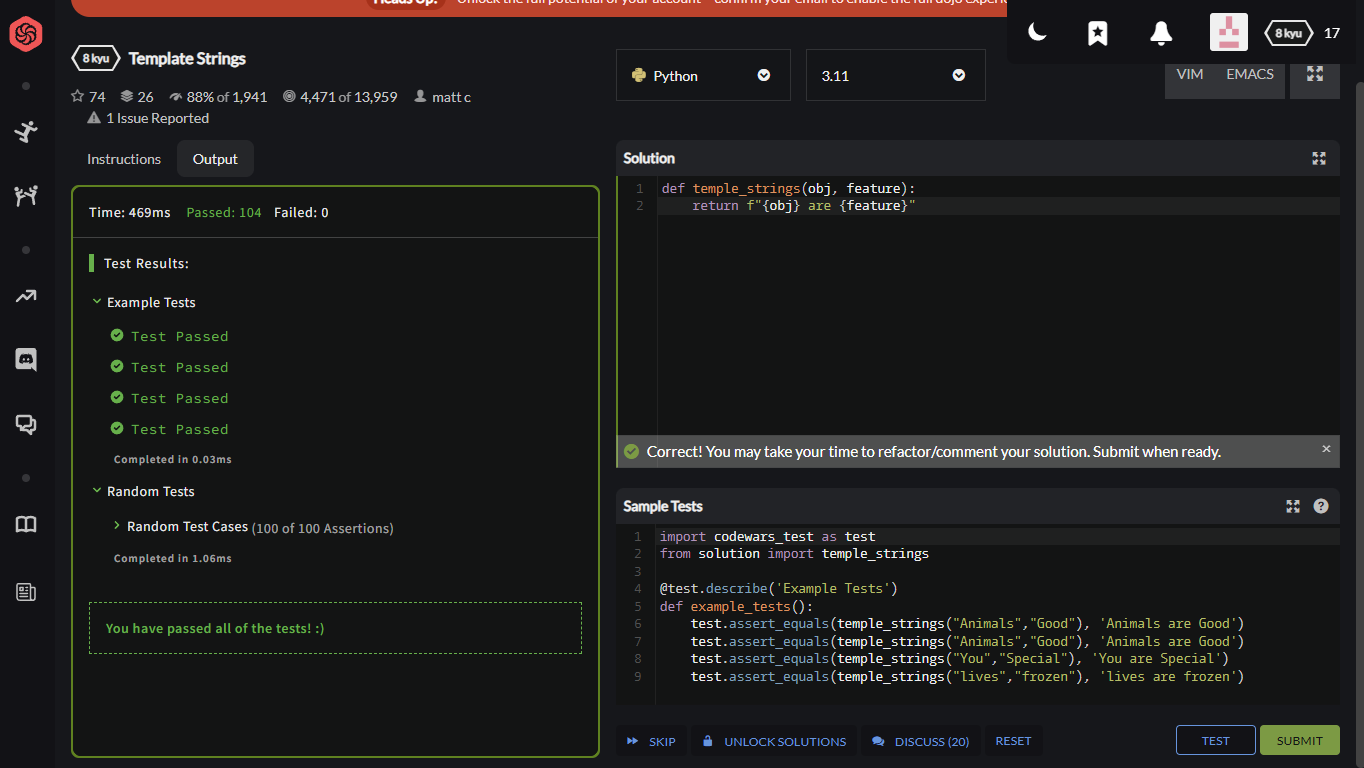 Heads Up! Unlock the full potential of your account - confirm your email to enable the full dojo experie
8 kyu 17
8 kyu Template Strings
Python 3.11 VIM EMACS
74 26 88% of 1,941 4,471 of 13,959 matt c
1 Issue Reported
Instructions Output
Time: 469ms Passed: 104 Failed: 0
Test Results:
Example Tests
Test Passed
Test Passed
Test Passed
Test Passed
Completed in 0.03ms
Random Tests
Random Test Cases (100 of 100 Assertions)
Completed in 1.06ms
You have passed all of the tests! :)
Solution
1 def temple_strings(obj, feature):
2 return f"{obj} are {feature}"
Correct! You may take your time to refactor/comment your solution. Submit when ready. ×
Sample Tests ?
1 import codewars_test as test
2 from solution import temple_strings
3
4 @test.describe('Example Tests')
5 def example_tests():
6 test.assert_equals(temple_strings("Animals","Good"), 'Animals are Good')
7 test.assert_equals(temple_strings("Animals","Good"), 'Animals are Good')
8 test.assert_equals(temple_strings("You","Special"), 'You are Special')
9 test.assert_equals(temple_strings("lives","frozen"), 'lives are frozen')
SKIP UNLOCK SOLUTIONS DISCUSS (20) RESET TEST SUBMIT